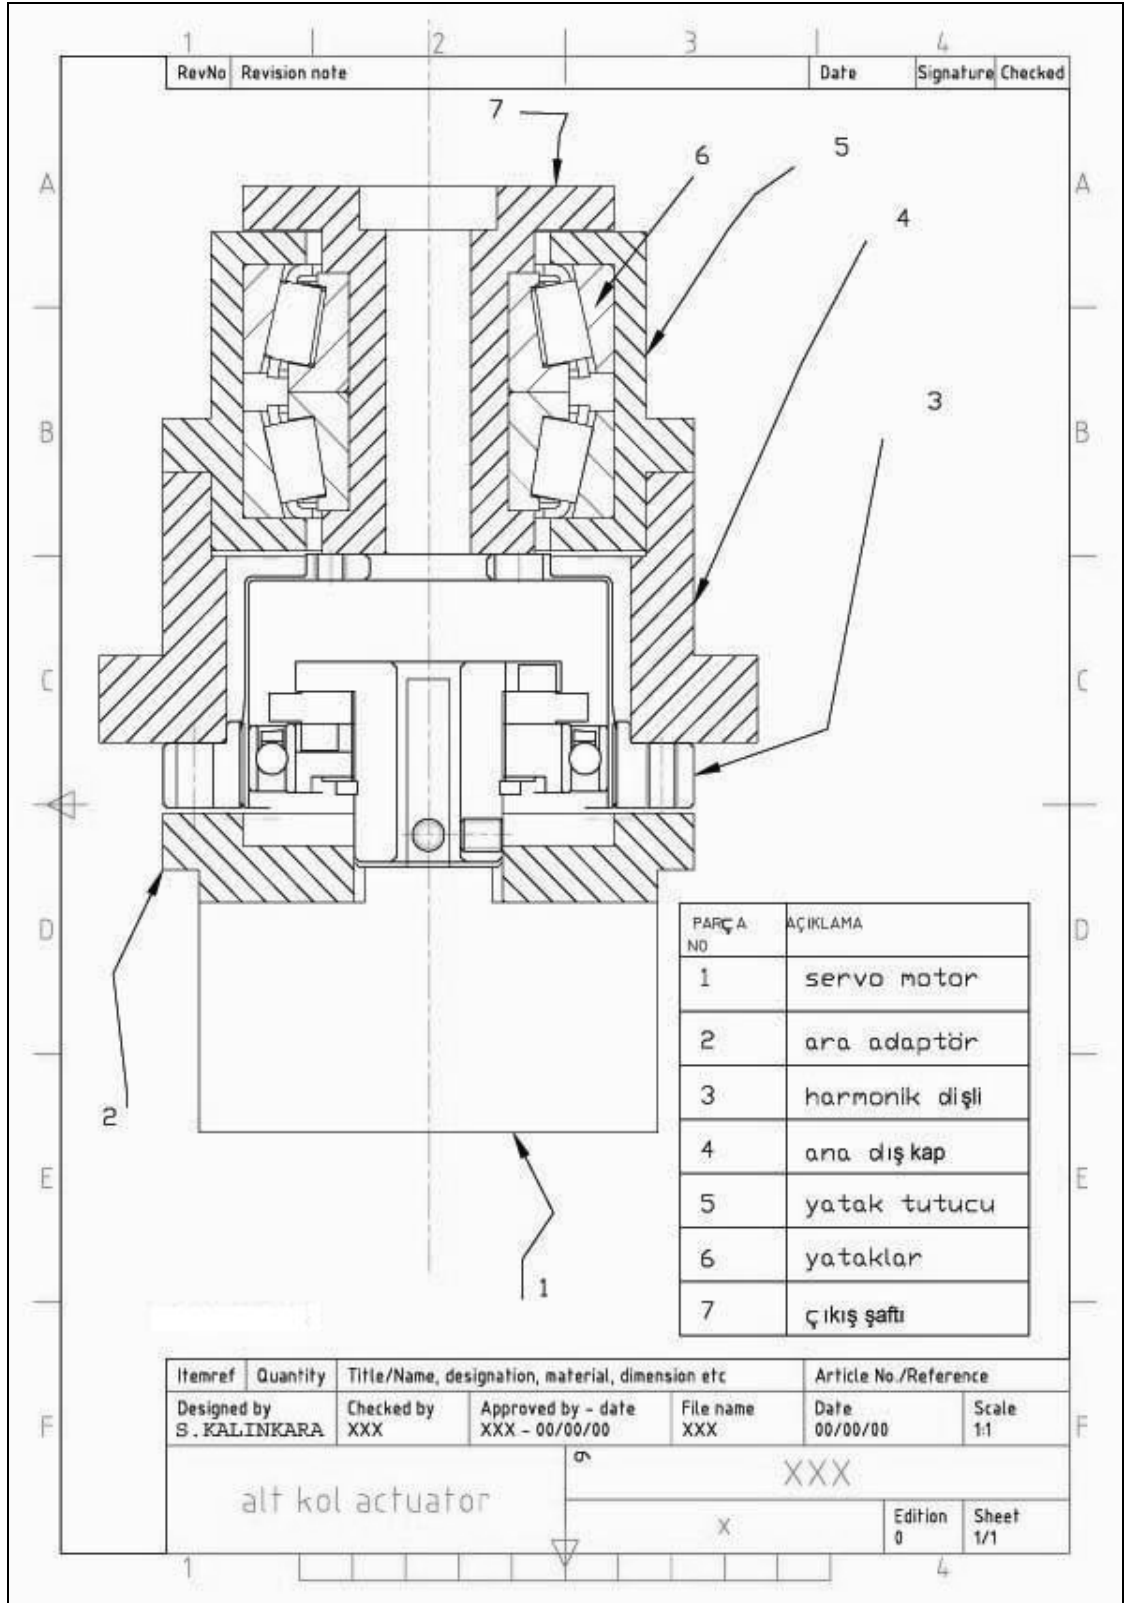 1 2 3 4
RevNo Revision note Date Signature Checked
7
6
5
4
3
A A
B B
C C
D D
E E
F F
2
1
PARÇA NO AÇIKLAMA
1 servo motor
2 ara adaptör
3 harmonik dişli
4 ana dış kap
5 yatak tutucu
6 yataklar
7 çıkış şaftı
Itemref Quantity Title/Name, designation, material, dimension etc Article No./Reference
Designed by Checked by Approved by - date File name Date Scale
S.KALINKARA XXX XXX - 00/00/00 XXX 00/00/00 1:1
alt kol actuator
XXX
X
Edition Sheet
0 1/1
1 4